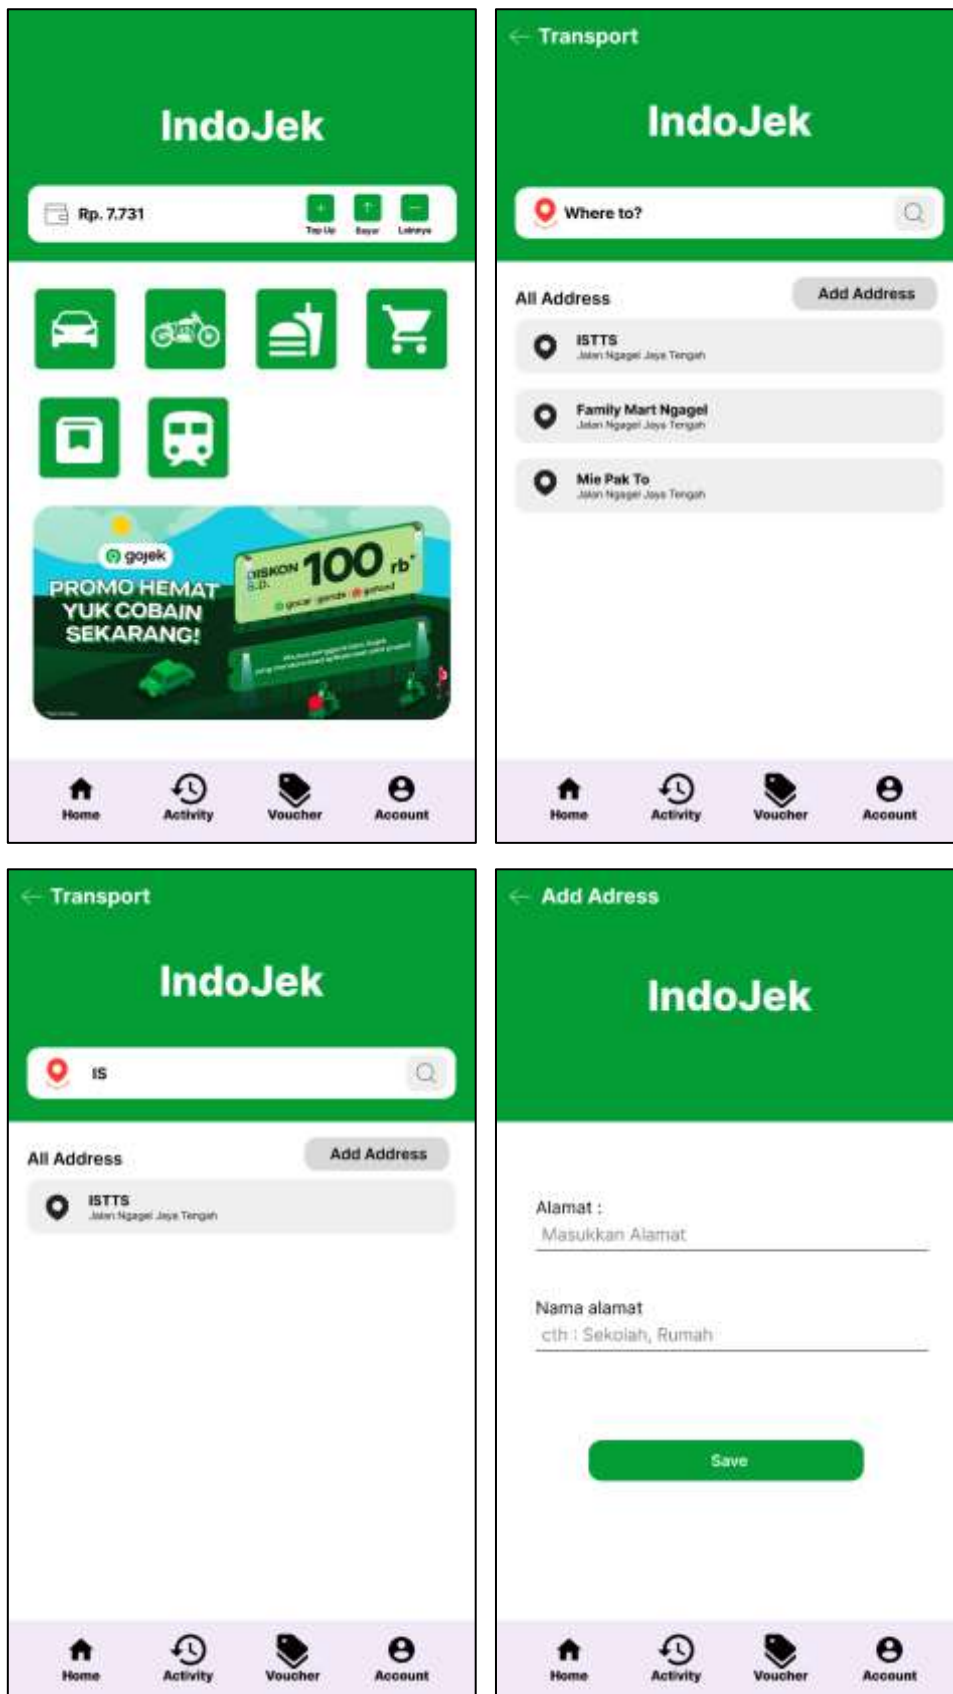 IndoJek
Rp. 7.731
Top Up Bayar Lainnya
gojek
PROMO HEMAT
YUK COBAIN
SEKARANG!
DISKON 100 rb*
S.D.
gocar goride gofood
Home Activity Voucher Account
← Transport
IndoJek
Where to?
All Address Add Address
ISTTS
Jalan Ngagel Jaya Tengah
Family Mart Ngagel
Jalan Ngagel Jaya Tengah
Mie Pak To
Jalan Ngagel Jaya Tengah
Home Activity Voucher Account
← Transport
IndoJek
IS
All Address Add Address
ISTTS
Jalan Ngagel Jaya Tengah
Home Activity Voucher Account
← Add Adress
IndoJek
Alamat :
Masukkan Alamat
Nama alamat
cth : Sekolah, Rumah
Save
Home Activity Voucher Account